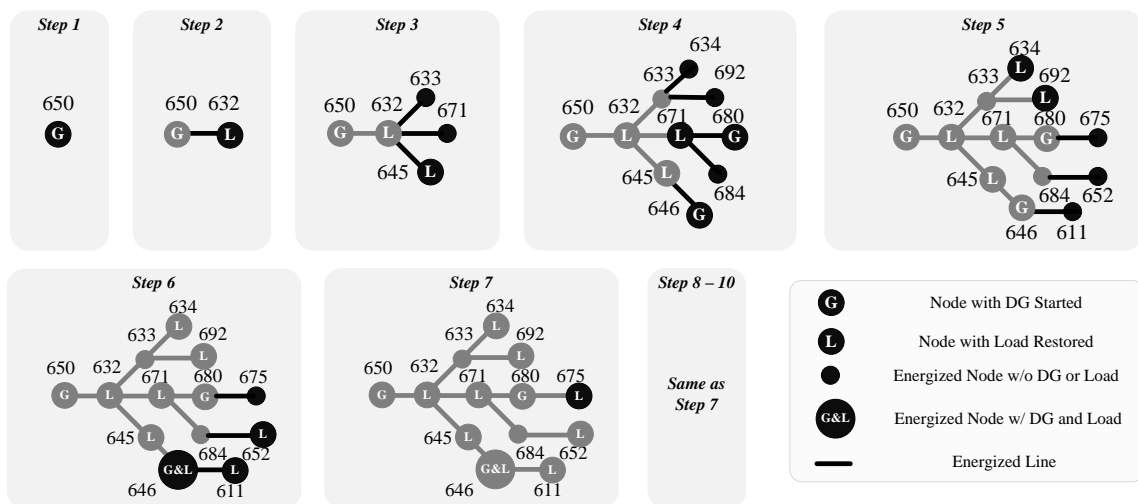 Step 1
650
G
Step 2
650 632
G L
Step 3
633
650 632 671
G L
645 L
Step 4
634
633 692
650 632 671 680
G L L G
645 L
684
646 G
Step 5
634
L
633 692
L
650 632 671 680 675
G L L G
645 L
684 652
G
646 611
Step 6
634
L
633 692
L
650 632 671 680 675
G L L G
645 L L
684 652
G&L L
646 611
Step 7
634
L
633 692
L
650 632 671 680 675
G L L G L
645 L L
684 652
G&L L
646 611
Step 8 – 10
Same as
Step 7
G Node with DG Started
L Node with Load Restored
Energized Node w/o DG or Load
G&L Energized Node w/ DG and Load
Energized Line